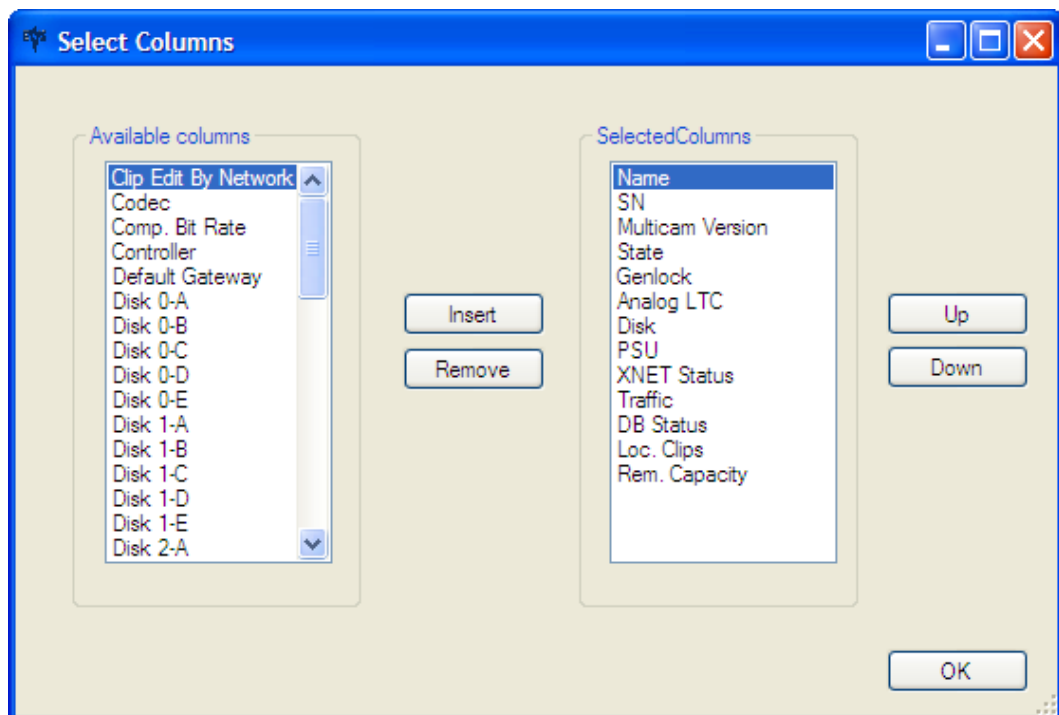 EVS
Select Columns
Available columns
Clip Edit By Network
Codec
Comp. Bit Rate
Controller
Default Gateway
Disk 0-A
Disk 0-B
Disk 0-C
Disk 0-D
Disk 0-E
Disk 1-A
Disk 1-B
Disk 1-C
Disk 1-D
Disk 1-E
Disk 2-A
Insert
Remove
SelectedColumns
Name
SN
Multicam Version
State
Genlock
Analog LTC
Disk
PSU
XNET Status
Traffic
DB Status
Loc. Clips
Rem. Capacity
Up
Down
OK